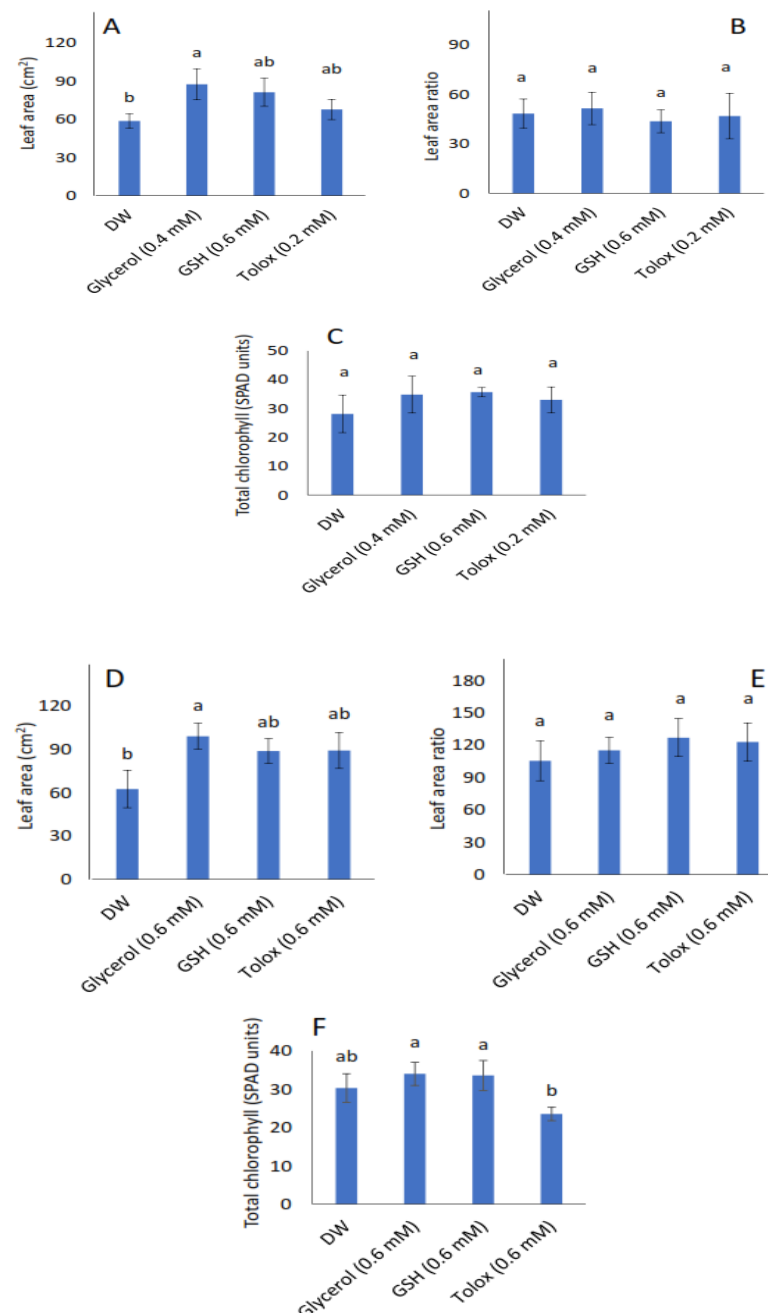 A
Leaf area (cm²)
120
90
60
30
0
b
a
ab
ab
DW
Glycerol (0.4 mM)
GSH (0.6 mM)
Tolox (0.2 mM)
B
Leaf area ratio
90
60
30
0
a
a
a
a
DW
Glycerol (0.4 mM)
GSH (0.6 mM)
Tolox (0.2 mM)
C
Total chlorophyll (SPAD units)
50
40
30
20
10
0
a
a
a
a
DW
Glycerol (0.4 mM)
GSH (0.6 mM)
Tolox (0.2 mM)
D
Leaf area (cm²)
120
90
60
30
0
b
a
ab
ab
DW
Glycerol (0.6 mM)
GSH (0.6 mM)
Tolox (0.6 mM)
E
Leaf area ratio
180
150
120
90
60
30
0
a
a
a
a
DW
Glycerol (0.6 mM)
GSH (0.6 mM)
Tolox (0.6 mM)
F
Total chlorophyll (SPAD units)
40
30
20
10
0
ab
a
a
b
DW
Glycerol (0.6 mM)
GSH (0.6 mM)
Tolox (0.6 mM)